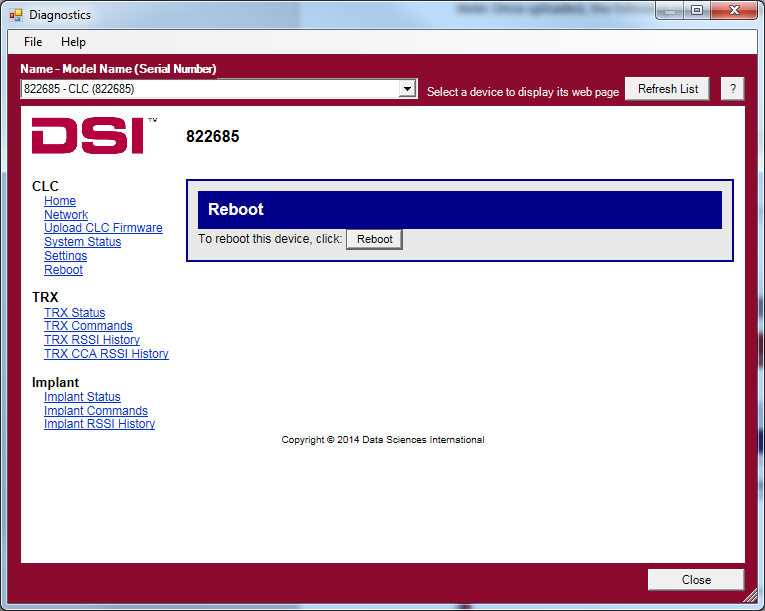 Diagnostics
File Help
Name - Model Name (Serial Number)
822685 - CLC (822685)
Select a device to display its web page
Refresh List
?
DSI™
822685
CLC
Home
Network
Upload CLC Firmware
System Status
Settings
Reboot
Reboot
To reboot this device, click: Reboot
TRX
TRX Status
TRX Commands
TRX RSSI History
TRX CCA RSSI History
Implant
Implant Status
Implant Commands
Implant RSSI History
Copyright © 2014 Data Sciences International
Close